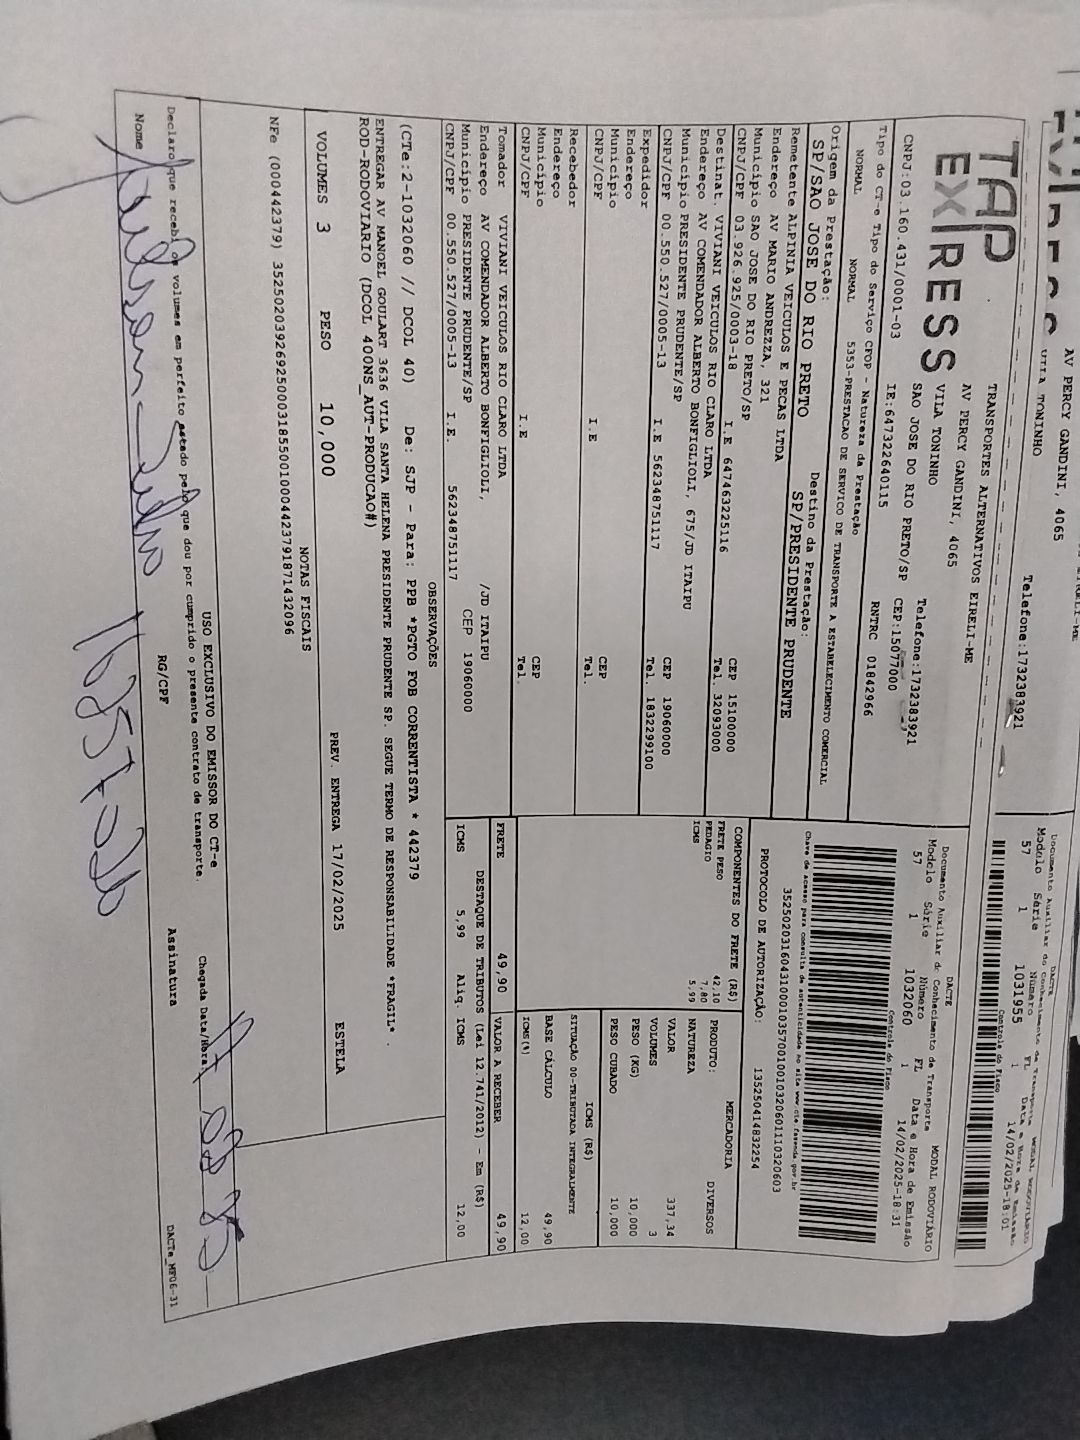 AV PERCY GANDINI, 4065
Telefone:1732383921
Modelo Série Número FL Data e Hora de Emissão
57 1 1031955 1 14/02/2025-18:01
Controle do Fisco
TAP
EXPRESS
TRANSPORTES ALTERNATIVOS EIRELI-ME
AV PERCY GANDINI, 4065
VILA TONINHO
Telefone:1732383921
SAO JOSE DO RIO PRETO/SP CEP:15077000
CNPJ:03.160.431/0001-03 IE:647322640115 RNTRC 01842966
DACTE
Documento Auxiliar do Conhecimento de Transporte MODAL RODOVIÁRIO
Modelo Série Número FL Data e Hora de Emissão
57 1 1032060 1 14/02/2025-18:31
Controle do Fisco
Tipo do CT-e Tipo do Serviço CFOP - Natureza da Prestação
NORMAL NORMAL 5353-PRESTACAO DE SERVICO DE TRANSPORTE A ESTABELECIMENTO COMERCIAL
Chave de acesso para consulta de autenticidade no site www.cte.fazenda.gov.br
PROTOCOLO DE AUTORIZAÇÃO: 135250414832254
Origem da Prestação: Destino da Prestação:
SP/SAO JOSE DO RIO PRETO SP/PRESIDENTE PRUDENTE
Remetente ALPINIA VEICULOS E PECAS LTDA
Endereço AV MARIO ANDREZZA, 321
Município SAO JOSE DO RIO PRETO/SP CEP 15100000
CNPJ/CPF 03.926.925/0003-18 I.E 647463225116 Tel. 32093000
Destinat. VIVIANI VEICULOS RIO CLARO LTDA
Endereço AV COMENDADOR ALBERTO BONFIGLIOLI, 675/JD ITAIPU
Município PRESIDENTE PRUDENTE/SP CEP 19060000
CNPJ/CPF 00.550.527/0005-13 I.E 562348751117 Tel. 1832299100
Expedidor
Endereço
Município CEP
CNPJ/CPF I.E Tel.
Recebedor
Endereço
Município CEP
CNPJ/CPF I.E Tel.
Tomador VIVIANI VEICULOS RIO CLARO LTDA
Endereço AV COMENDADOR ALBERTO BONFIGLIOLI, /JD ITAIPU
Município PRESIDENTE PRUDENTE/SP CEP 19060000
CNPJ/CPF 00.550.527/0005-13 I.E. 562348751117
COMPONENTES DO FRETE (R$)
FRETE PESO 42,10
PEDAGIO 7,80
ICMS 5,99
MERCADORIA
PRODUTO: DIVERSOS
NATUREZA
VALOR 337,34
VOLUMES 3
PESO (KG) 10,000
PESO CUBADO 10,000
ICMS (R$)
SITUAÇÃO 00-TRIBUTADA INTEGRALMENTE
BASE CÁLCULO 49,90
ICMS(%) 12,00
FRETE 49,90 VALOR A RECEBER 49,90
DESTAQUE DE TRIBUTOS (Lei 12.741/2012) - Em (R$)
ICMS 5,99 Aliq. ICMS 12,00
OBSERVAÇÕES
(CTe:2-1032060 // DCOL 40) De: SJP - Para: PPB *PGTO FOB CORRENTISTA * 442379
ENTREGAR AV MANOEL GOULART 3636 VILA SANTA HELENA PRESIDENTE PRUDENTE SP. SEGUE TERMO DE RESPONSABILIDADE *FRAGIL* .
ROD-RODOVIARIO (DCOL 400NS_AUT-PRODUCAO#)
VOLUMES 3 PESO 10,000 PREV. ENTREGA 17/02/2025 ESTELA
NOTAS FISCAIS
NFe (000442379) 35250203926925000318550010004423791871432096
USO EXCLUSIVO DO EMISSOR DO CT-e
Declaro que recebi os volumes em perfeito estado pelo que dou por cumprido o presente contrato de transporte.
Chegada Data/Hora
Nome RG/CPF Assinatura
DACTe_MF06-31